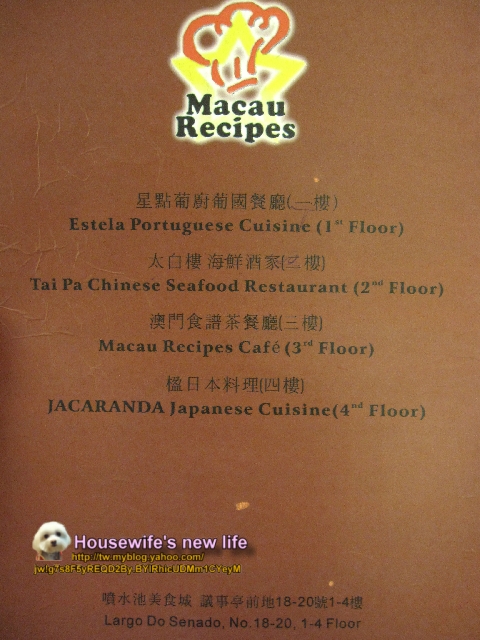 Macau
Recipes
星點葡廚葡國餐廳(一樓)
Estela Portuguese Cuisine (1st Floor)
太白樓 海鮮酒家(二樓)
Tai Pa Chinese Seafood Restaurant (2nd Floor)
澳門食譜茶餐廳(三樓)
Macau Recipes Café (3rd Floor)
楹日本料理(四樓)
JACARANDA Japanese Cuisine(4nd Floor)
Housewife's new life
http://tw.myblog.yahoo.com/
噴水池美食城 議事亭前地18-20號1-4樓
Largo Do Senado, No.18-20, 1-4 Floor